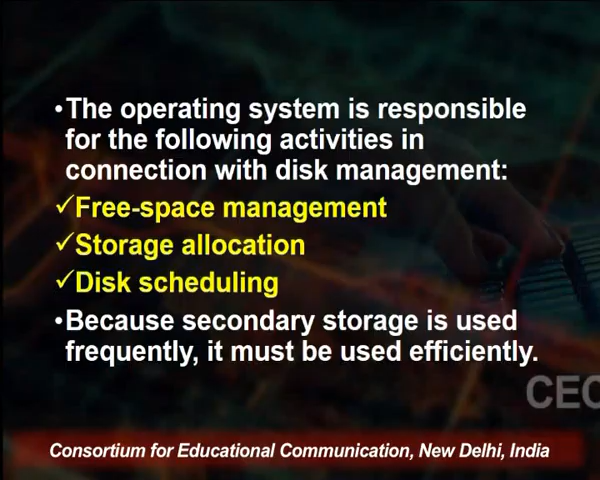 •The operating system is responsible
for the following activities in
connection with disk management:
✓Free-space management
✓Storage allocation
✓Disk scheduling
•Because secondary storage is used
frequently, it must be used efficiently.
CEC
Consortium for Educational Communication, New Delhi, India